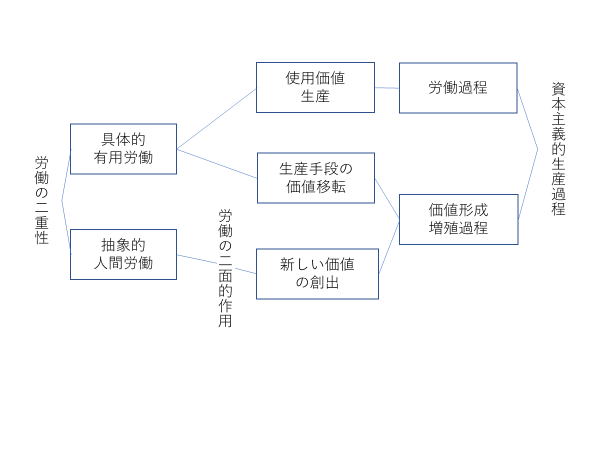 労働の二重性
具体的
有用労働
抽象的
人間労働
労働の二面的作用
使用価値
生産
生産手段の
価値移転
新しい価値
の創出
労働過程
価値形成
増殖過程
資本主義的生産過程